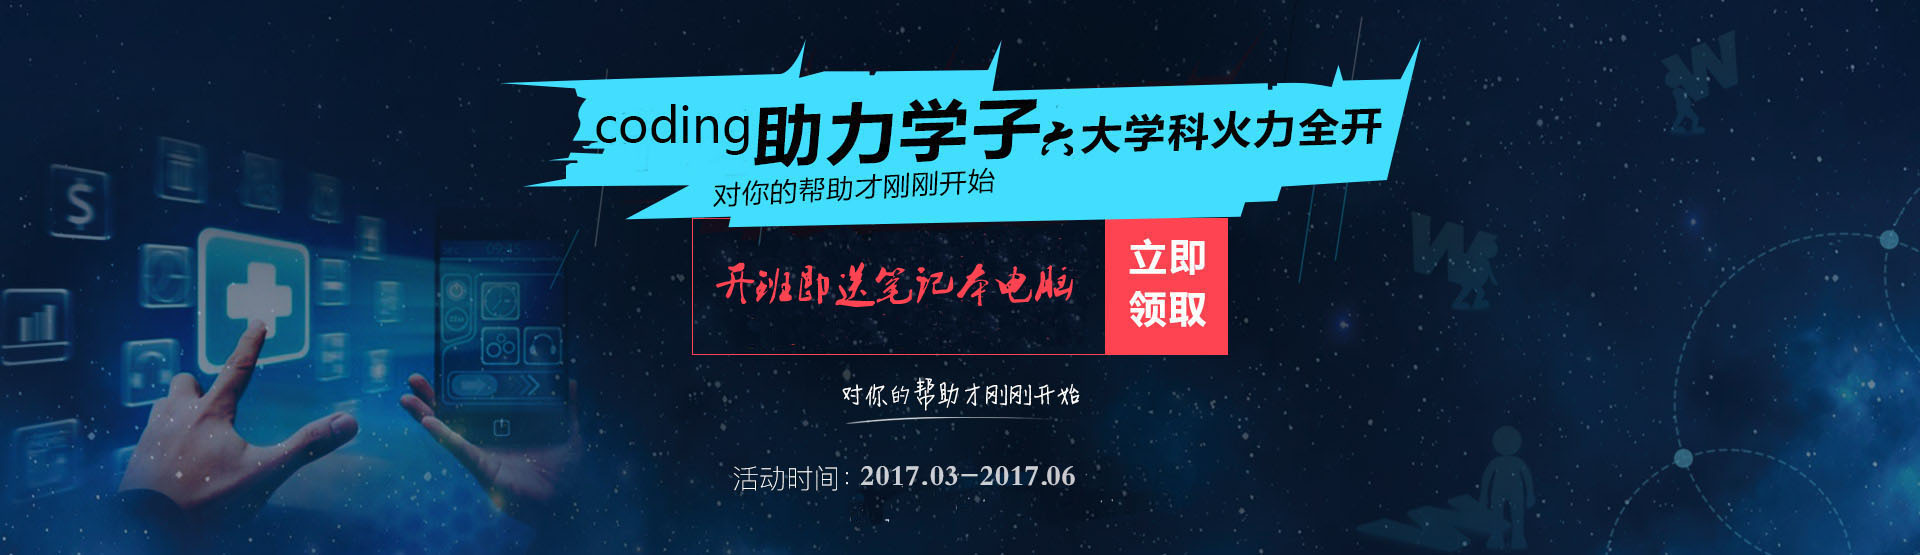 coding助力学子六大学科火力全开
对你的帮助才刚刚开始
开班即送笔记本电脑
立即
领取
对你的帮助才刚刚开始
活动时间：2017.03-2017.06